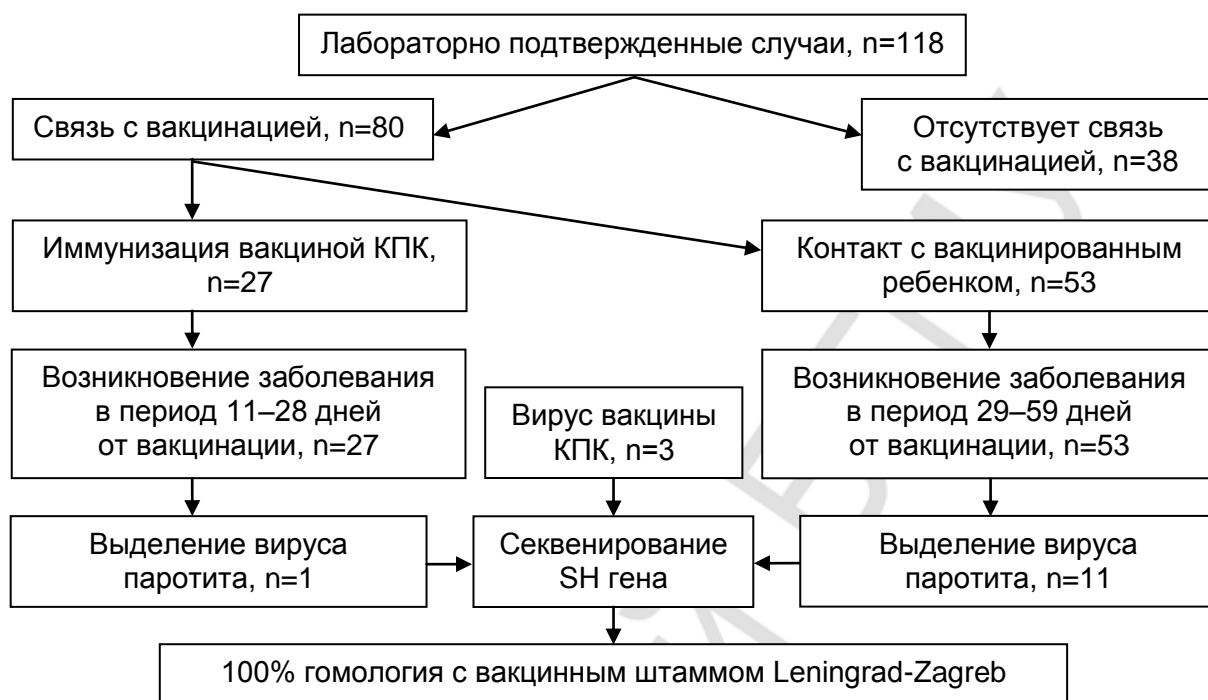 Лабораторно подтвержденные случаи, n=118
Связь с вакцинацией, n=80
Отсутствует связь
с вакцинацией, n=38
Иммунизация вакциной КПК,
n=27
Контакт с вакцинированным
ребенком, n=53
Возникновение заболевания
в период 11–28 дней
от вакцинации, n=27
Вирус вакцины
КПК, n=3
Возникновение заболевания
в период 29–59 дней
от вакцинации, n=53
Выделение вируса
паротита, n=1
Секвенирование
SH гена
Выделение вируса
паротита, n=11
100% гомология с вакцинным штаммом Leningrad-Zagreb